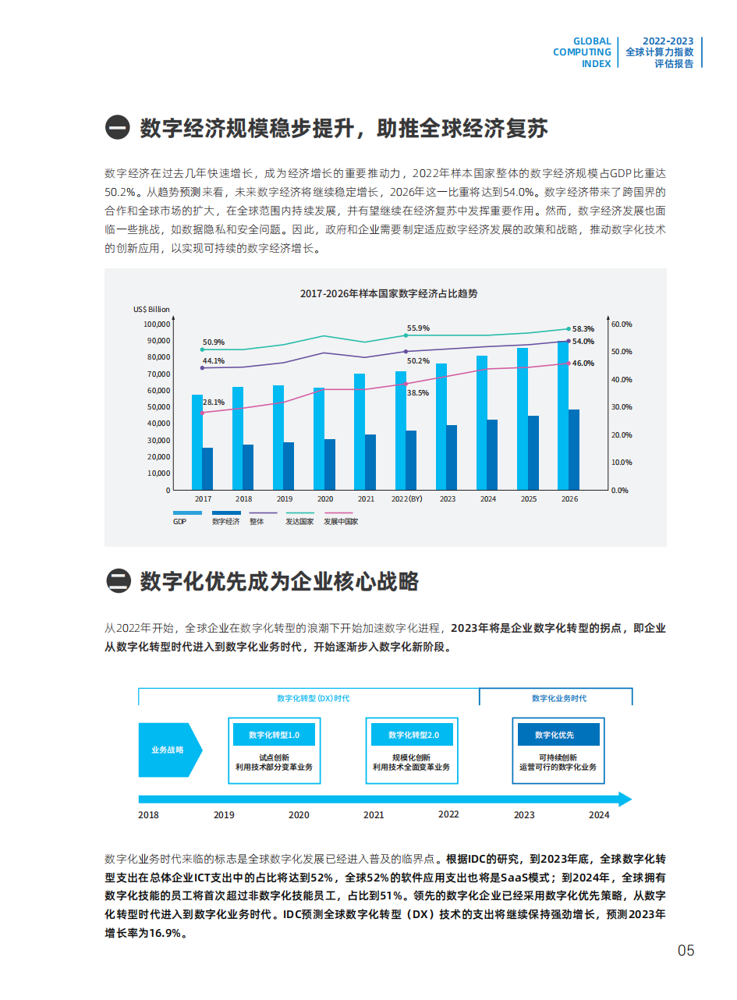 GLOBAL
COMPUTING
INDEX
2022-2023
全球计算力指数
评估报告
一 数字经济规模稳步提升，助推全球经济复苏
数字经济在过去几年快速增长，成为经济增长的重要推动力，2022年样本国家整体的数字经济规模占GDP比重达
50.2%。从趋势预测来看，未来数字经济将继续稳定增长，2026年这一比重将达到54.0%。数字经济带来了跨国界的
合作和全球市场的扩大，在全球范围内持续发展，并有望继续在经济复苏中发挥重要作用。然而，数字经济发展也面
临一些挑战，如数据隐私和安全问题。因此，政府和企业需要制定适应数字经济发展的政策和战略，推动数字化技术
的创新应用，以实现可持续的数字经济增长。
2017-2026年样本国家数字经济占比趋势
US$ Billion
100,000
90,000
80,000
70,000
60,000
50,000
40,000
30,000
20,000
10,000
0
50.9%
44.1%
28.1%
55.9%
50.2%
38.5%
58.3%
54.0%
46.0%
60.0%
50.0%
40.0%
30.0%
20.0%
10.0%
0.0%
2017 2018 2019 2020 2021 2022(BY) 2023 2024 2025 2026
GDP 数字经济 整体 发达国家 发展中国家
二 数字化优先成为企业核心战略
从2022年开始，全球企业在数字化转型的浪潮下开始加速数字化进程，2023年将是企业数字化转型的拐点，即企业
从数字化转型时代进入到数字化业务时代，开始逐渐步入数字化新阶段。
数字化转型 (DX)时代 数字化业务时代
业务战略
数字化转型1.0
试点创新
利用技术部分变革业务
数字化转型2.0
规模化创新
利用技术全面变革业务
数字化优先
可持续创新
运营可行的数字化业务
2018 2019 2020 2021 2022 2023 2024
数字化业务时代来临的标志是全球数字化发展已经进入普及的临界点。根据IDC的研究，到2023年底，全球数字化转
型支出在总体企业ICT支出中的占比将达到52%，全球52%的软件应用支出也将是SaaS模式；到2024年，全球拥有
数字化技能的员工将首次超过非数字化技能员工，占比到51%。领先的数字化企业已经采用数字化优先策略，从数字
化转型时代进入到数字化业务时代。IDC预测全球数字化转型（DX）技术的支出将继续保持强劲增长，预测2023年
增长率为16.9%。
05